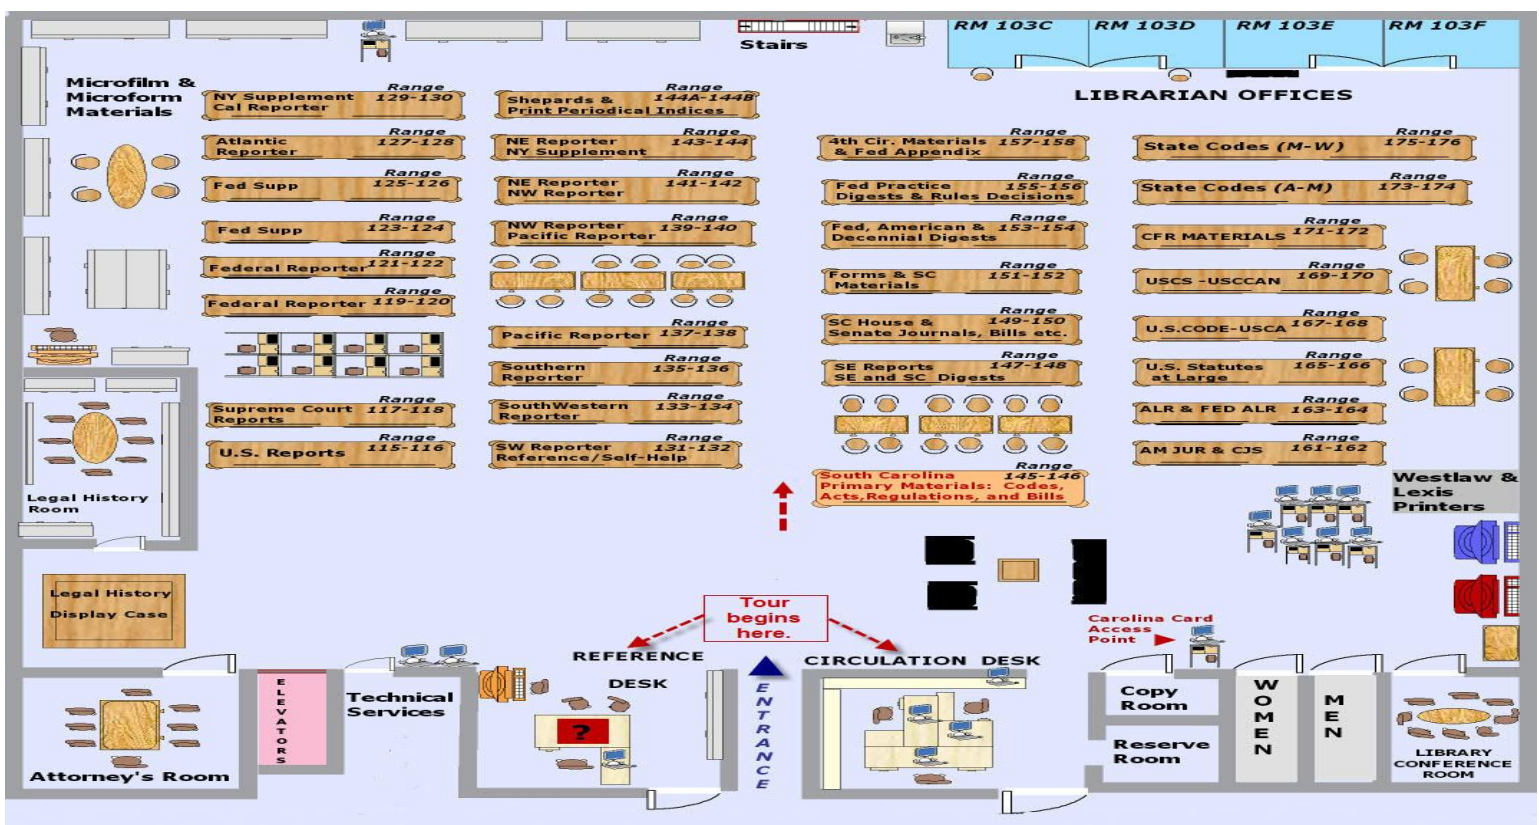 Stairs
RM 103C
RM 103D
RM 103E
RM 103F
LIBRARIAN OFFICES
Microfilm &
Microform
Materials
Range
NY Supplement 129-130
Cal Reporter
Range
Atlantic 127-128
Reporter
Range
Fed Supp 125-126
Range
Fed Supp 123-124
Range
Federal Reporter 121-122
Range
Federal Reporter 119-120
Range
Supreme Court 117-118
Reports
Range
U.S. Reports 115-116
Range
Shepards & 144A-144B
Print Periodical Indices
Range
NE Reporter 143-144
NY Supplement
Range
NE Reporter 141-142
NW Reporter
Range
NW Reporter 139-140
Pacific Reporter
Range
Pacific Reporter 137-138
Range
Southern 135-136
Reporter
Range
SouthWestern 133-134
Reporter
Range
SW Reporter 131-132
Reference/Self-Help
Range
4th Cir. Materials 157-158
& Fed Appendix
Range
Fed Practice 155-156
Digests & Rules Decisions
Range
Fed, American & 153-154
Decennial Digests
Range
Forms & SC 151-152
Materials
Range
SC House & 149-150
Senate Journals, Bills etc.
Range
SE Reports 147-148
SE and SC Digests
Range
South Carolina 145-146
Primary Materials: Codes,
Acts,Regulations, and Bills
Range
State Codes (M-W) 175-176
Range
State Codes (A-M) 173-174
Range
CFR MATERIALS 171-172
Range
USCS -USCCAN 169-170
Range
U.S.CODE-USCA 167-168
Range
U.S. Statutes 165-166
at Large
Range
ALR & FED ALR 163-164
Range
AM JUR & CJS 161-162
Westlaw &
Lexis
Printers
Legal History
Room
Legal History
Display Case
Tour
begins
here.
Carolina Card
Access
Point
REFERENCE
DESK
?
CIRCULATION DESK
ENTRANCE
Attorney's Room
ELEVATORS
Technical
Services
Copy
Room
Reserve
Room
WOMEN
MEN
LIBRARY
CONFERENCE
ROOM